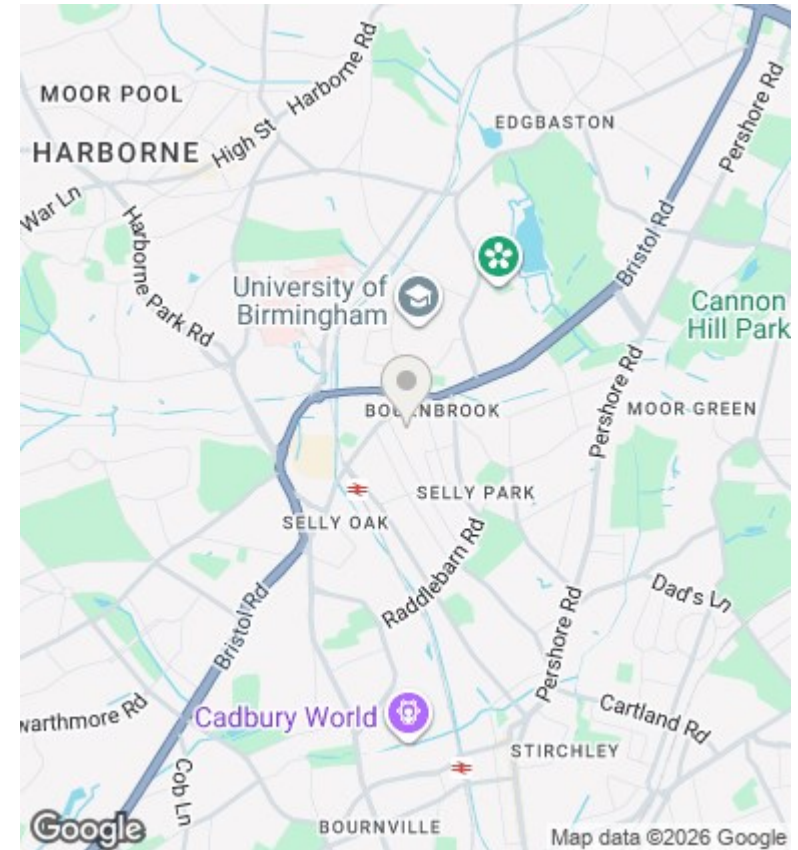 Harborne Rd
Pershore Rd
MOOR POOL
EDGBASTON
High St
HARBORNE
War Ln
Harborne Park Rd
Bristol Rd
University of
Birmingham
Cannon
Hill Park
Pershore Rd
MOOR GREEN
SELLY PARK
SELLY OAK
Raddlebarn Rd
Dad's Ln
Bristol Rd
Pershore Rd
warthmore Rd
Cadbury World
Cartland Rd
Cob Ln
STIRCHLEY
Google
BOURNVILLE
Map data ©2026 Google